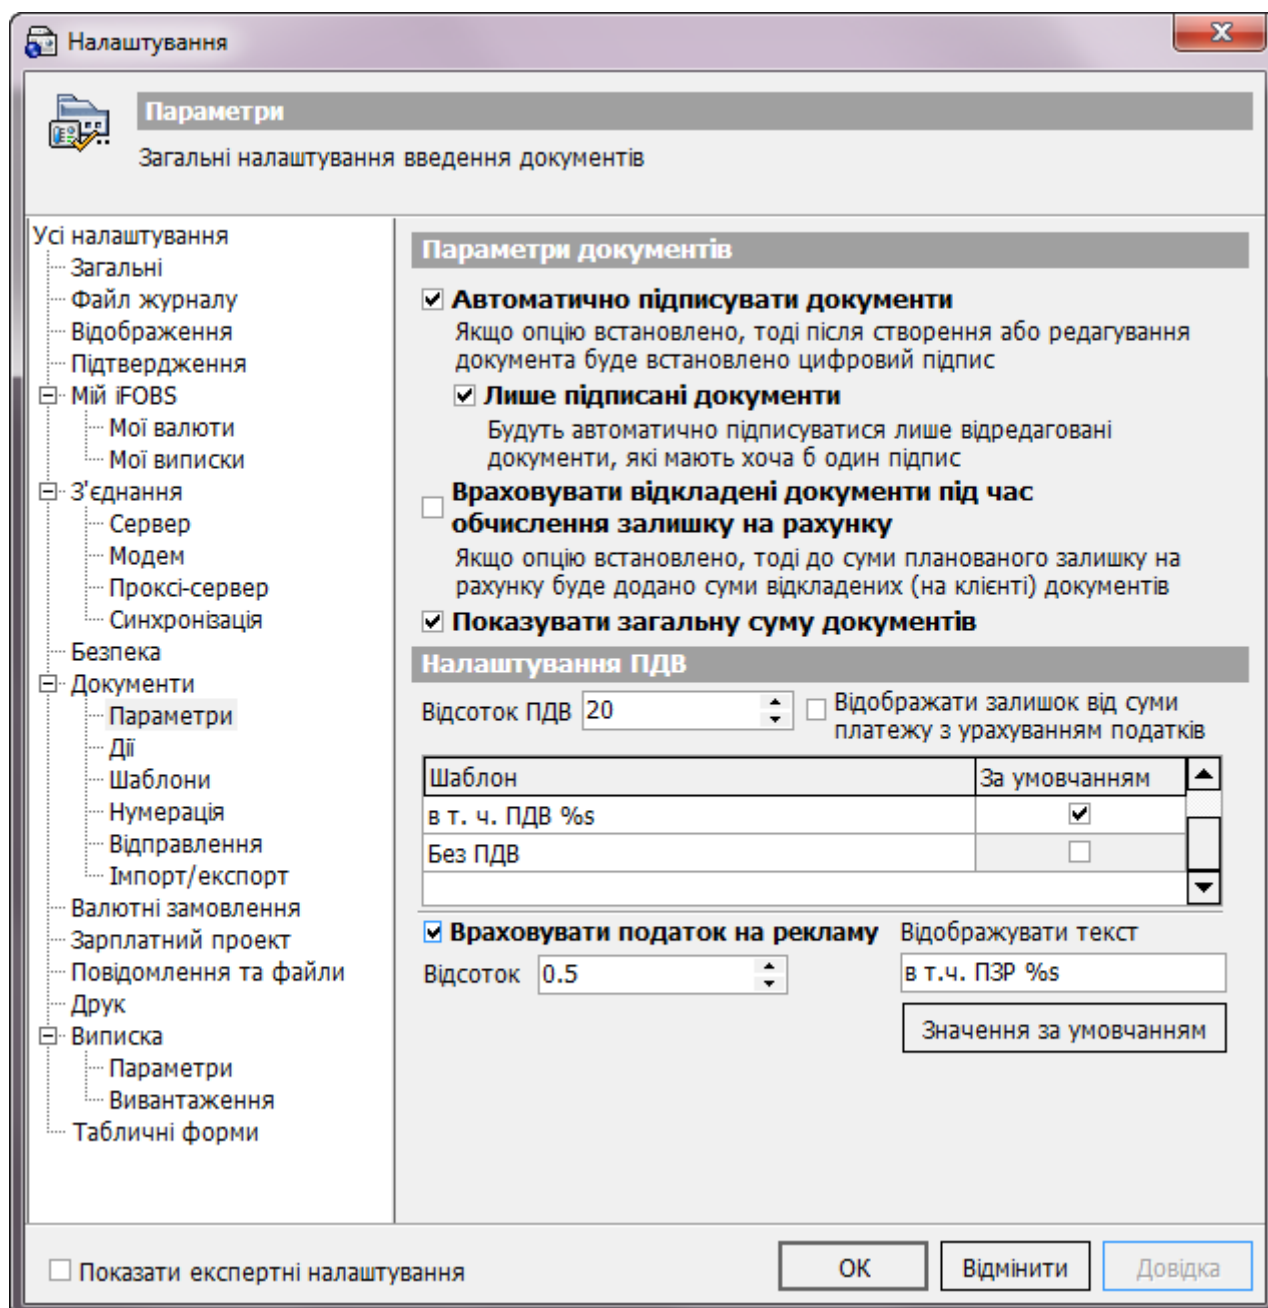 Налаштування
Параметри
Загальні налаштування введення документів
Усі налаштування
Загальні
Файл журналу
Відображення
Підтвердження
Мій iFOBS
Мої валюти
Мої виписки
З'єднання
Сервер
Модем
Проксі-сервер
Синхронізація
Безпека
Документи
Параметри
Дії
Шаблони
Нумерація
Відправлення
Імпорт/експорт
Валютні замовлення
Зарплатний проект
Повідомлення та файли
Друк
Виписка
Параметри
Вивантаження
Табличні форми
Параметри документів
Автоматично підписувати документи
Якщо опцію встановлено, тоді після створення або редагування
документа буде встановлено цифровий підпис
Лише підписані документи
Будуть автоматично підписуватися лише відредаговані
документи, які мають хоча б один підпис
Враховувати відкладені документи під час
обчислення залишку на рахунку
Якщо опцію встановлено, тоді до суми планованого залишку на
рахунку буде додано суми відкладених (на клієнті) документів
Показувати загальну суму документів
Налаштування ПДВ
Відсоток ПДВ 20
Відображати залишок від суми
платежу з урахуванням податків
Шаблон За умовчанням
в т. ч. ПДВ %s
Без ПДВ
Враховувати податок на рекламу Відображувати текст
Відсоток 0.5 в т.ч. ПЗР %s
Значення за умовчанням
Показати експертні налаштування
ОК Відмінити Довідка